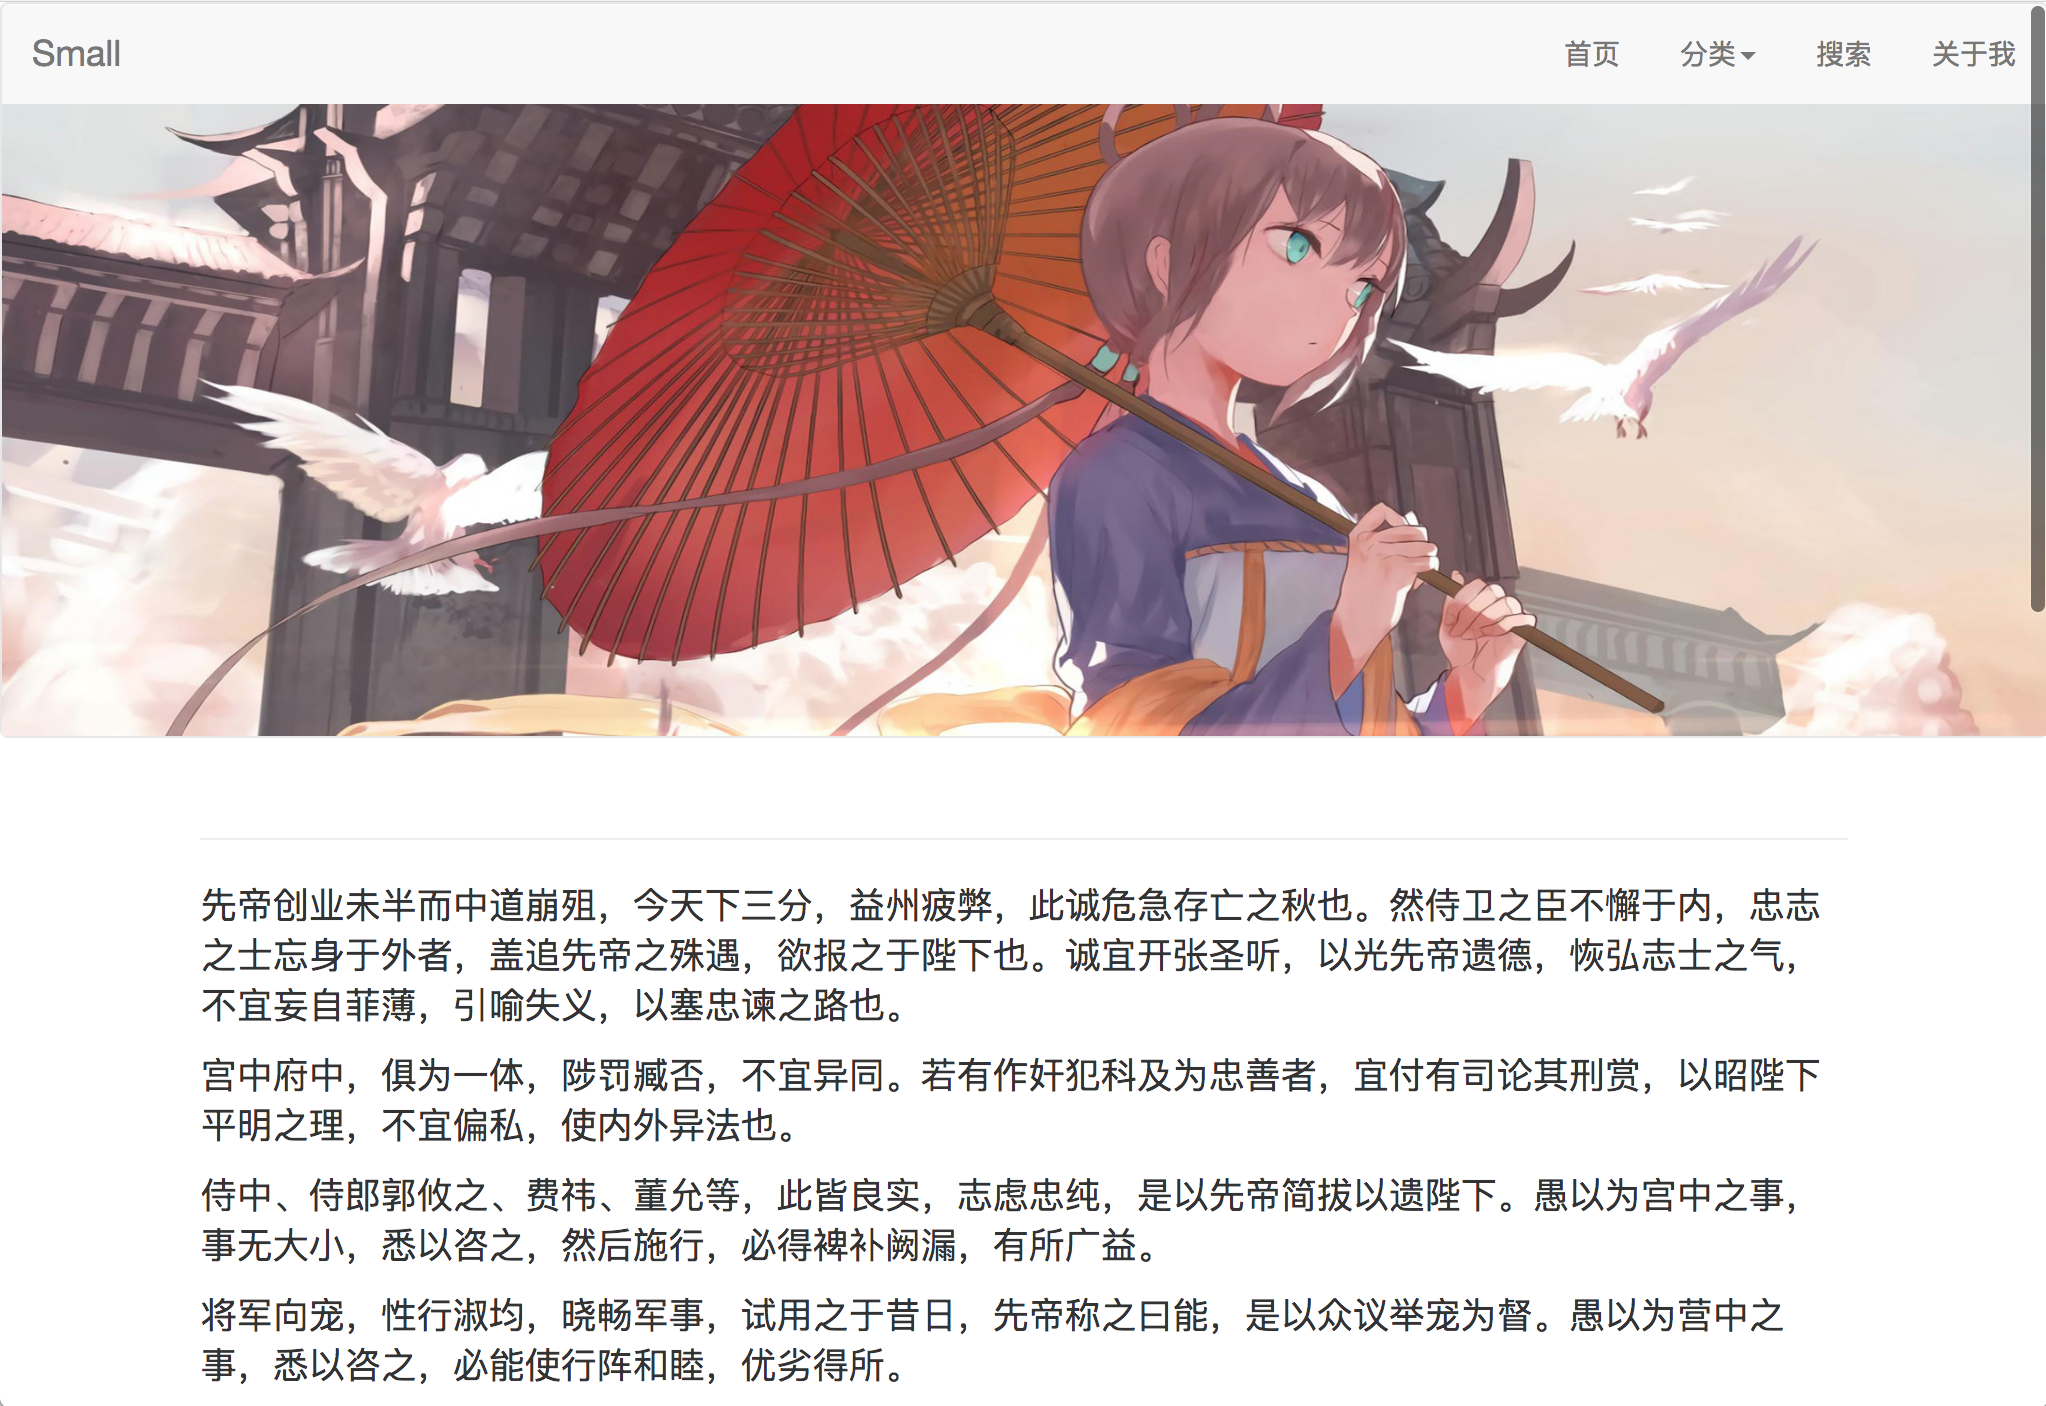 Small
首页 分类 搜索 关于我
先帝创业未半而中道崩殂，今天下三分，益州疲弊，此诚危急存亡之秋也。然侍卫之臣不懈于内，忠志
之士忘身于外者，盖追先帝之殊遇，欲报之于陛下也。诚宜开张圣听，以光先帝遗德，恢弘志士之气，
不宜妄自菲薄，引喻失义，以塞忠谏之路也。
宫中府中，俱为一体，陟罚臧否，不宜异同。若有作奸犯科及为忠善者，宜付有司论其刑赏，以昭陛下
平明之理，不宜偏私，使内外异法也。
侍中、侍郎郭攸之、费祎、董允等，此皆良实，志虑忠纯，是以先帝简拔以遗陛下。愚以为宫中之事，
事无大小，悉以咨之，然后施行，必得裨补阙漏，有所广益。
将军向宠，性行淑均，晓畅军事，试用之于昔日，先帝称之曰能，是以众议举宠为督。愚以为营中之
事，悉以咨之，必能使行阵和睦，优劣得所。